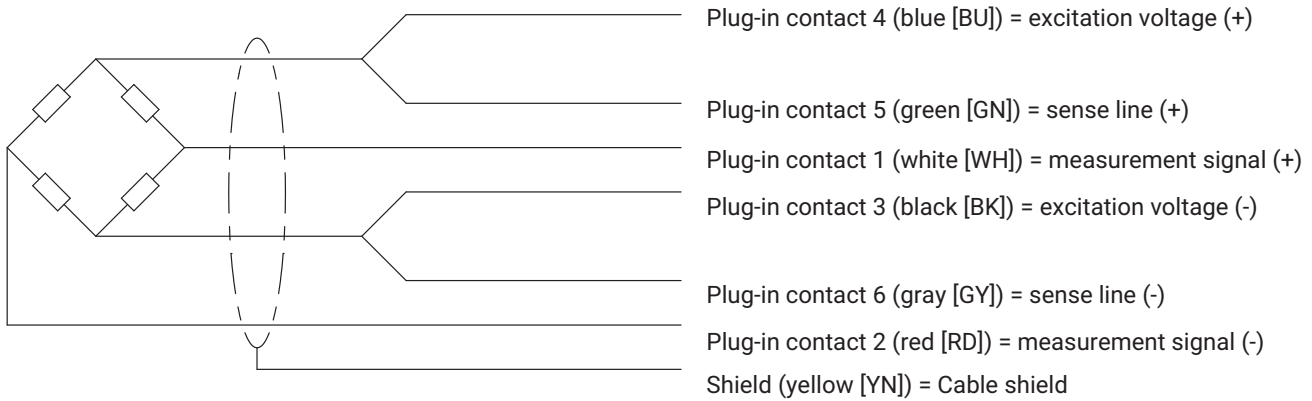 Plug-in contact 4 (blue [BU]) = excitation voltage (+)
Plug-in contact 5 (green [GN]) = sense line (+)
Plug-in contact 1 (white [WH]) = measurement signal (+)
Plug-in contact 3 (black [BK]) = excitation voltage (-)
Plug-in contact 6 (gray [GY]) = sense line (-)
Plug-in contact 2 (red [RD]) = measurement signal (-)
Shield (yellow [YN]) = Cable shield